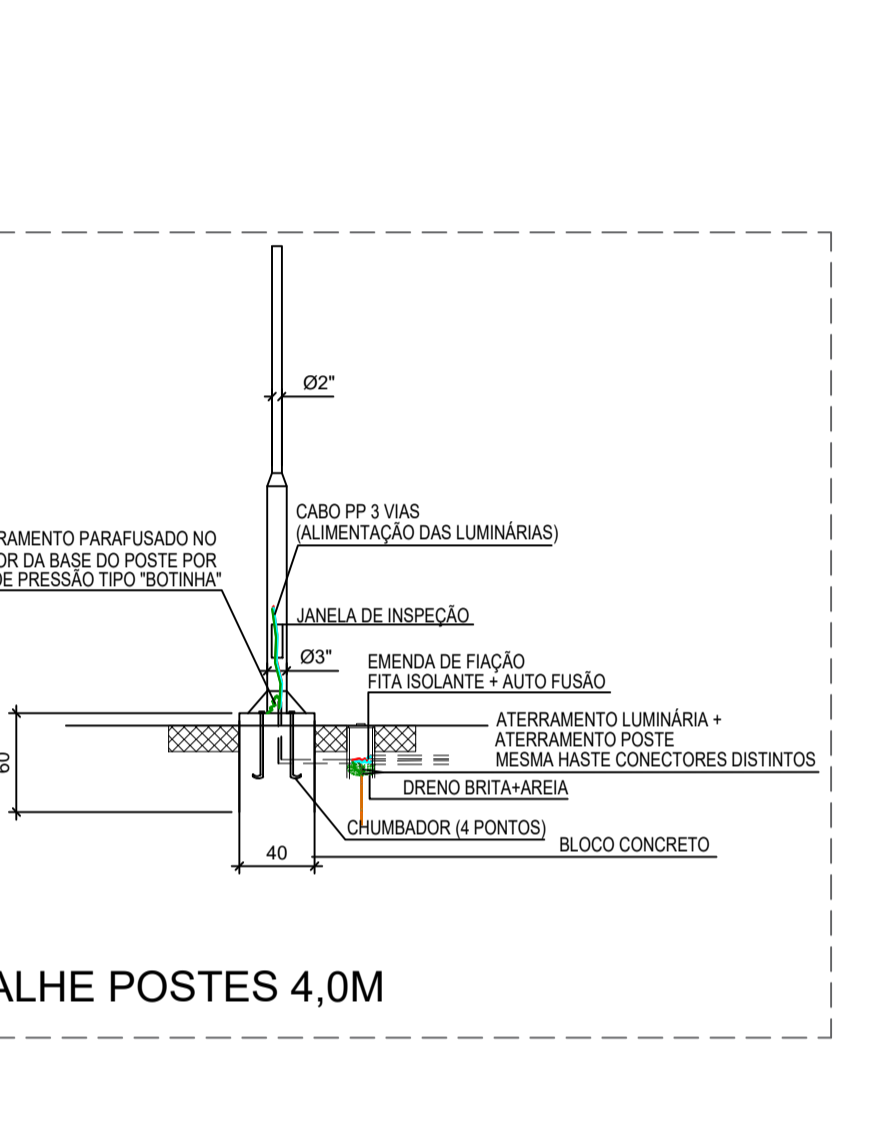 Ø2"
CABO PP 3 VIAS
(ALIMENTAÇÃO DAS LUMINÁRIAS)
RAMENTO PARAFUSADO NO
OR DA BASE DO POSTE POR
DE PRESSÃO TIPO "BOTINHA"
JANELA DE INSPEÇÃO
Ø3"
EMENDA DE FIAÇÃO
FITA ISOLANTE + AUTO FUSÃO
ATERRAMENTO LUMINÁRIA +
ATERRAMENTO POSTE
MESMA HASTE CONECTORES DISTINTOS
60
DRENO BRITA+AREIA
CHUMBADOR (4 PONTOS)
BLOCO CONCRETO
40
ALHE POSTES 4,0M